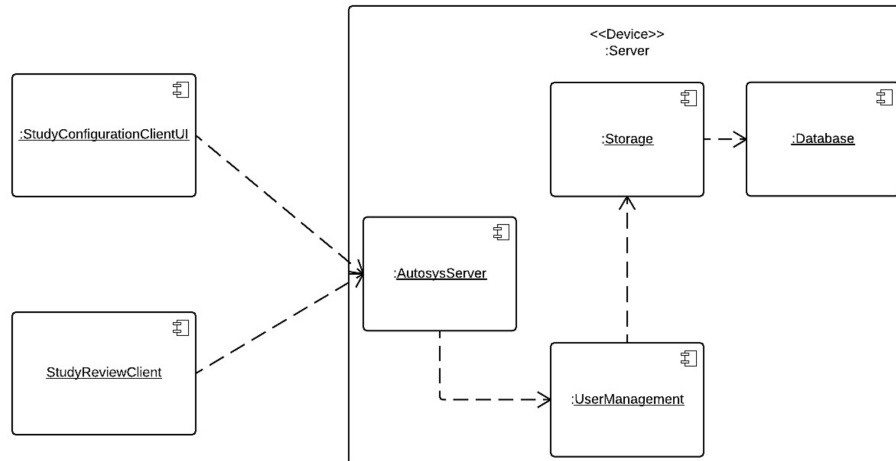 <<Device>>
:Server
:StudyConfigurationClientUI
:Storage
:Database
:AutosysServer
StudyReviewClient
:UserManagement